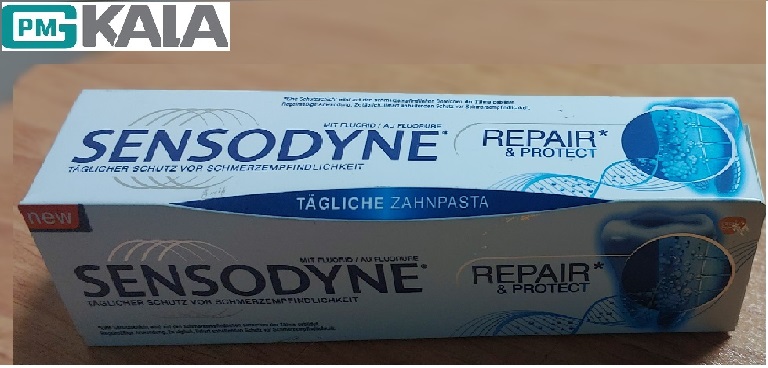 PMG KALA
MIT FLUORID / AU FLUORURE
SENSODYNE
REPAIR*
& PROTECT
TÄGLICHER SCHUTZ VOR SCHMERZEMPFINDLICHKEIT
TÄGLICHE ZAHNPASTA
new
MIT FLUORID / AU FLUORURE
SENSODYNE
REPAIR*
& PROTECT
TÄGLICHER SCHUTZ VOR SCHMERZEMPFINDLICHKEIT